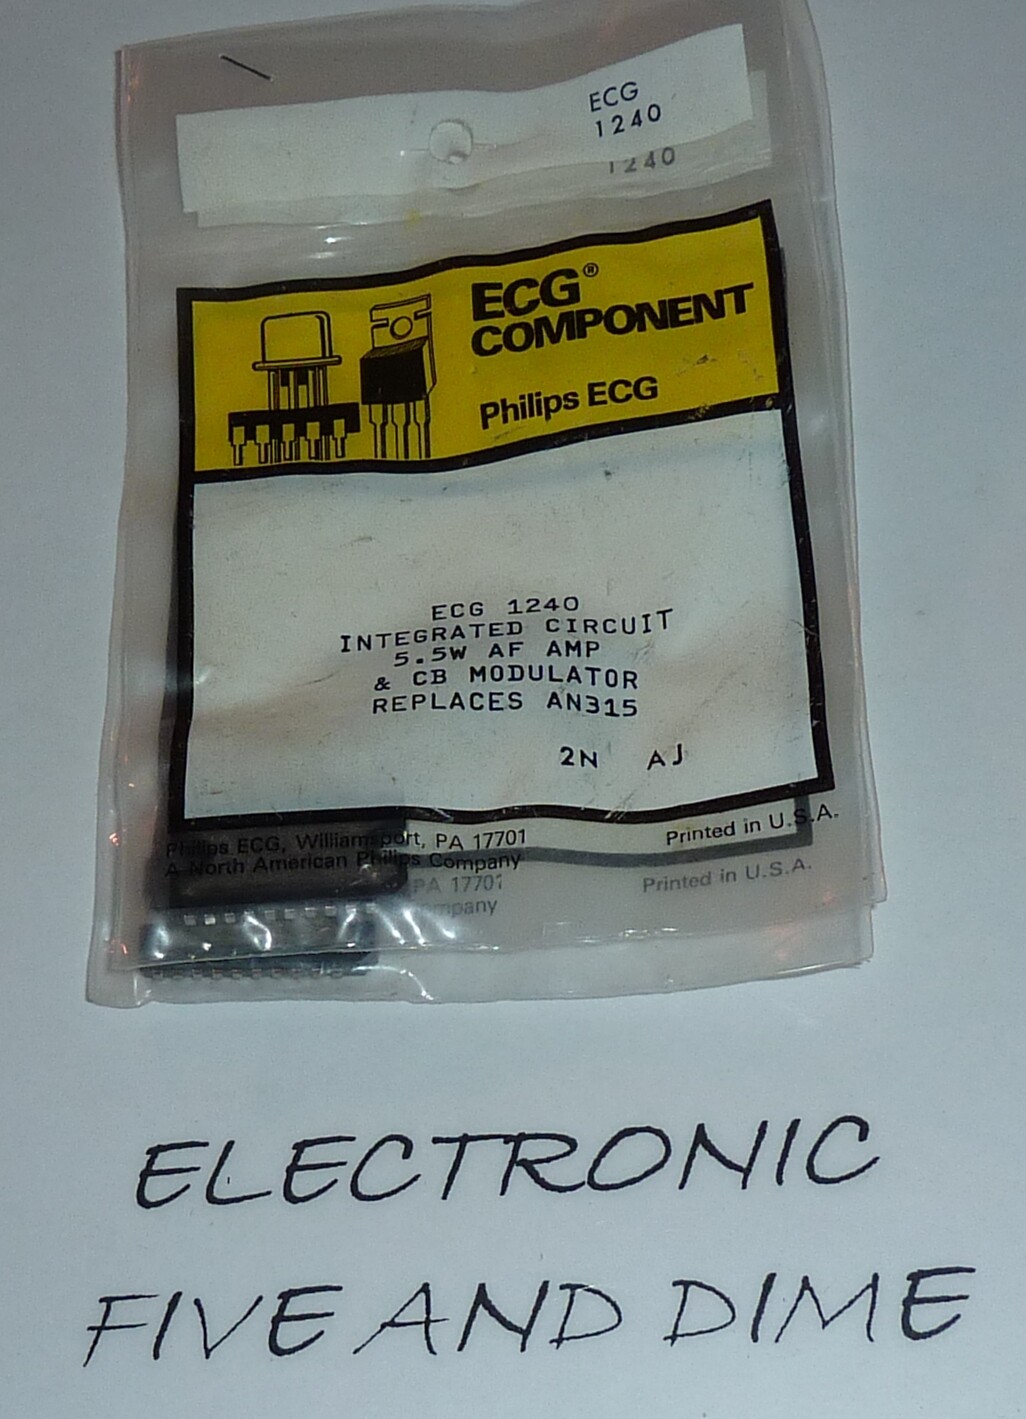 ECG
1240
1240
ECG®
COMPONENT
Philips ECG
ECG 1240
INTEGRATED CIRCUIT
5.5W AF AMP
& CB MODULATOR
REPLACES AN315
2N AJ
Philips ECG, Williamsport, PA 17701
Printed in U.S.A.
A North American Philips Company
PA 17701
Printed in U.S.A.
Company
ELECTRONIC
FIVE AND DIME